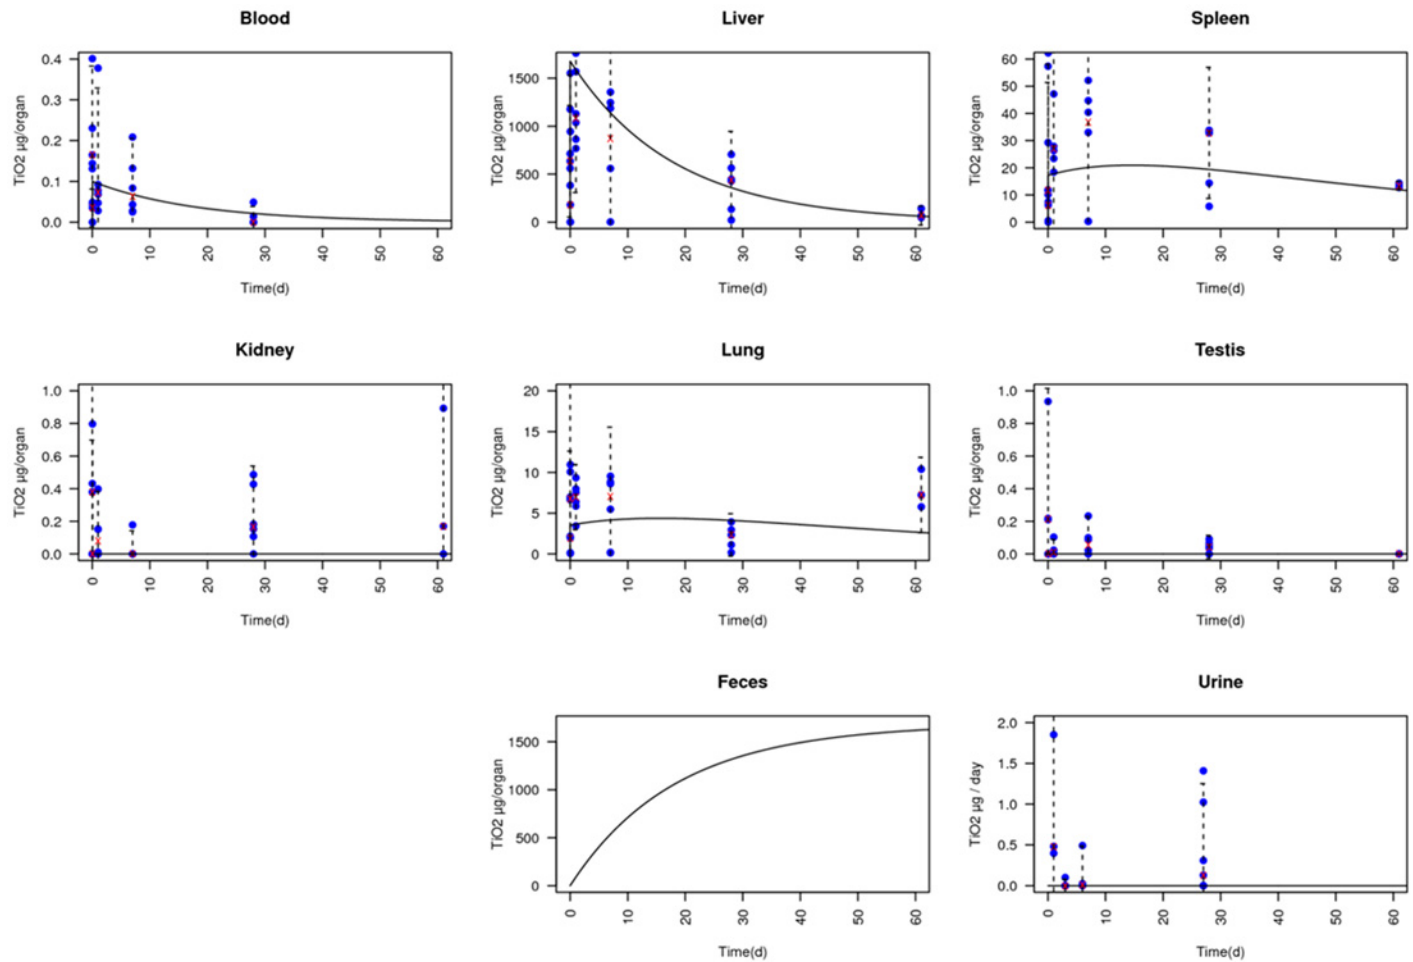 Blood
TiO2 µg/organ
0.4
0.3
0.2
0.1
0.0
0 10 20 30 40 50 60
Time(d)
Liver
TiO2 µg/organ
1500
1000
500
0
0 10 20 30 40 50 60
Time(d)
Spleen
TiO2 µg/organ
60
50
40
30
20
10
0
0 10 20 30 40 50 60
Time(d)
Kidney
TiO2 µg/organ
1.0
0.8
0.6
0.4
0.2
0.0
0 10 20 30 40 50 60
Time(d)
Lung
TiO2 µg/organ
20
15
10
5
0
0 10 20 30 40 50 60
Time(d)
Testis
TiO2 µg/organ
1.0
0.8
0.6
0.4
0.2
0.0
0 10 20 30 40 50 60
Time(d)
Feces
TiO2 µg/organ
1500
1000
500
0
0 10 20 30 40 50 60
Time(d)
Urine
TiO2 µg / day
2.0
1.5
1.0
0.5
0.0
0 10 20 30 40 50 60
Time(d)